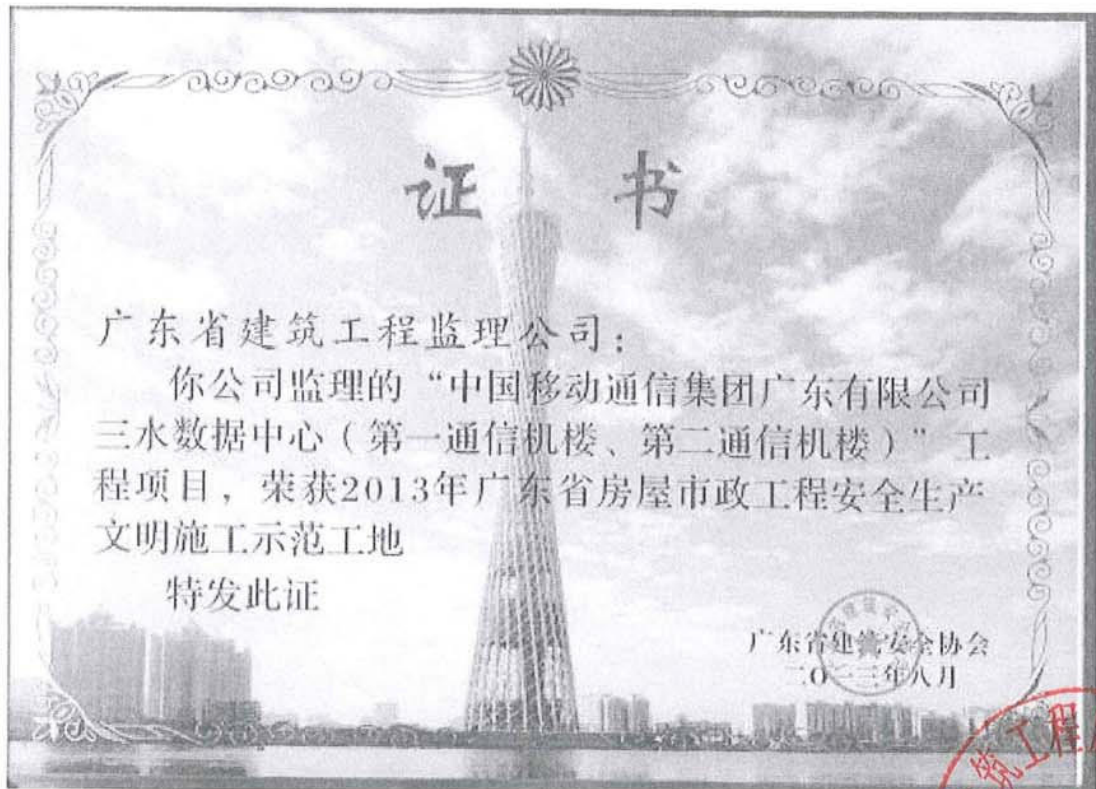 证 书
广东省建筑工程监理公司：
你公司监理的“中国移动通信集团广东有限公司
三水数据中心（第一通信机楼、第二通信机楼）”工
程项目，荣获2013年广东省房屋市政工程安全生产
文明施工示范工地
特发此证
广东省建筑安全协会
二〇一三年八月
筑工程